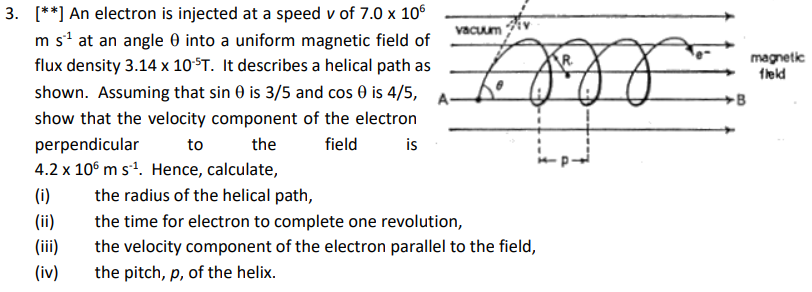 3. [**] An electron is injected at a speed v of 7.0 x 10⁶
m s⁻¹ at an angle θ into a uniform magnetic field of
flux density 3.14 x 10⁻⁵T. It describes a helical path as
shown. Assuming that sin θ is 3/5 and cos θ is 4/5,
show that the velocity component of the electron
perpendicular to the field is
4.2 x 10⁶ m s⁻¹. Hence, calculate,
(i) the radius of the helical path,
(ii) the time for electron to complete one revolution,
(iii) the velocity component of the electron parallel to the field,
(iv) the pitch, p, of the helix.
vacuum v
R
e⁻
magnetic
field
θ
A B
p